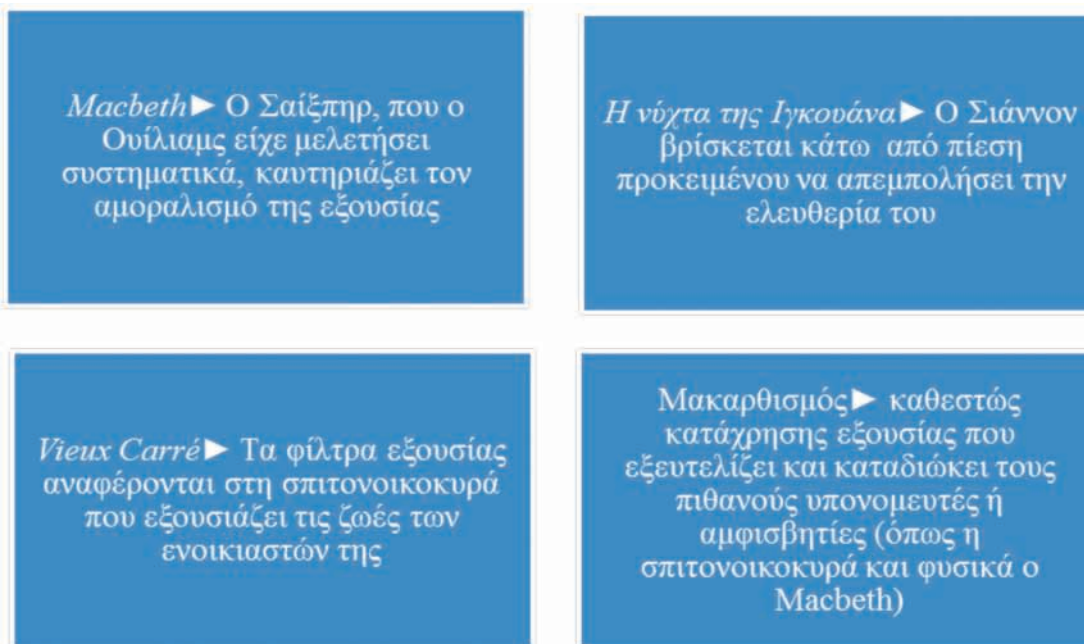 Macbeth► Ο Σαίξπηρ, που ο
Ουίλιαμς είχε μελετήσει
συστηματικά, καυτηριάζει τον
αμοραλισμό της εξουσίας
Η νύχτα της Ιγκουάνα► Ο Σιάννον
βρίσκεται κάτω από πίεση
προκειμένου να απεμπολήσει την
ελευθερία του
Vieux Carré► Τα φίλτρα εξουσίας
αναφέρονται στη σπιτονοικοκυρά
που εξουσιάζει τις ζωές των
ενοικιαστών της
Μακαρθισμός► καθεστώς
κατάχρησης εξουσίας που
εξευτελίζει και καταδιώκει τους
πιθανούς υπονομευτές ή
αμφισβητίες (όπως η
σπιτονοικοκυρά και φυσικά ο
Macbeth)